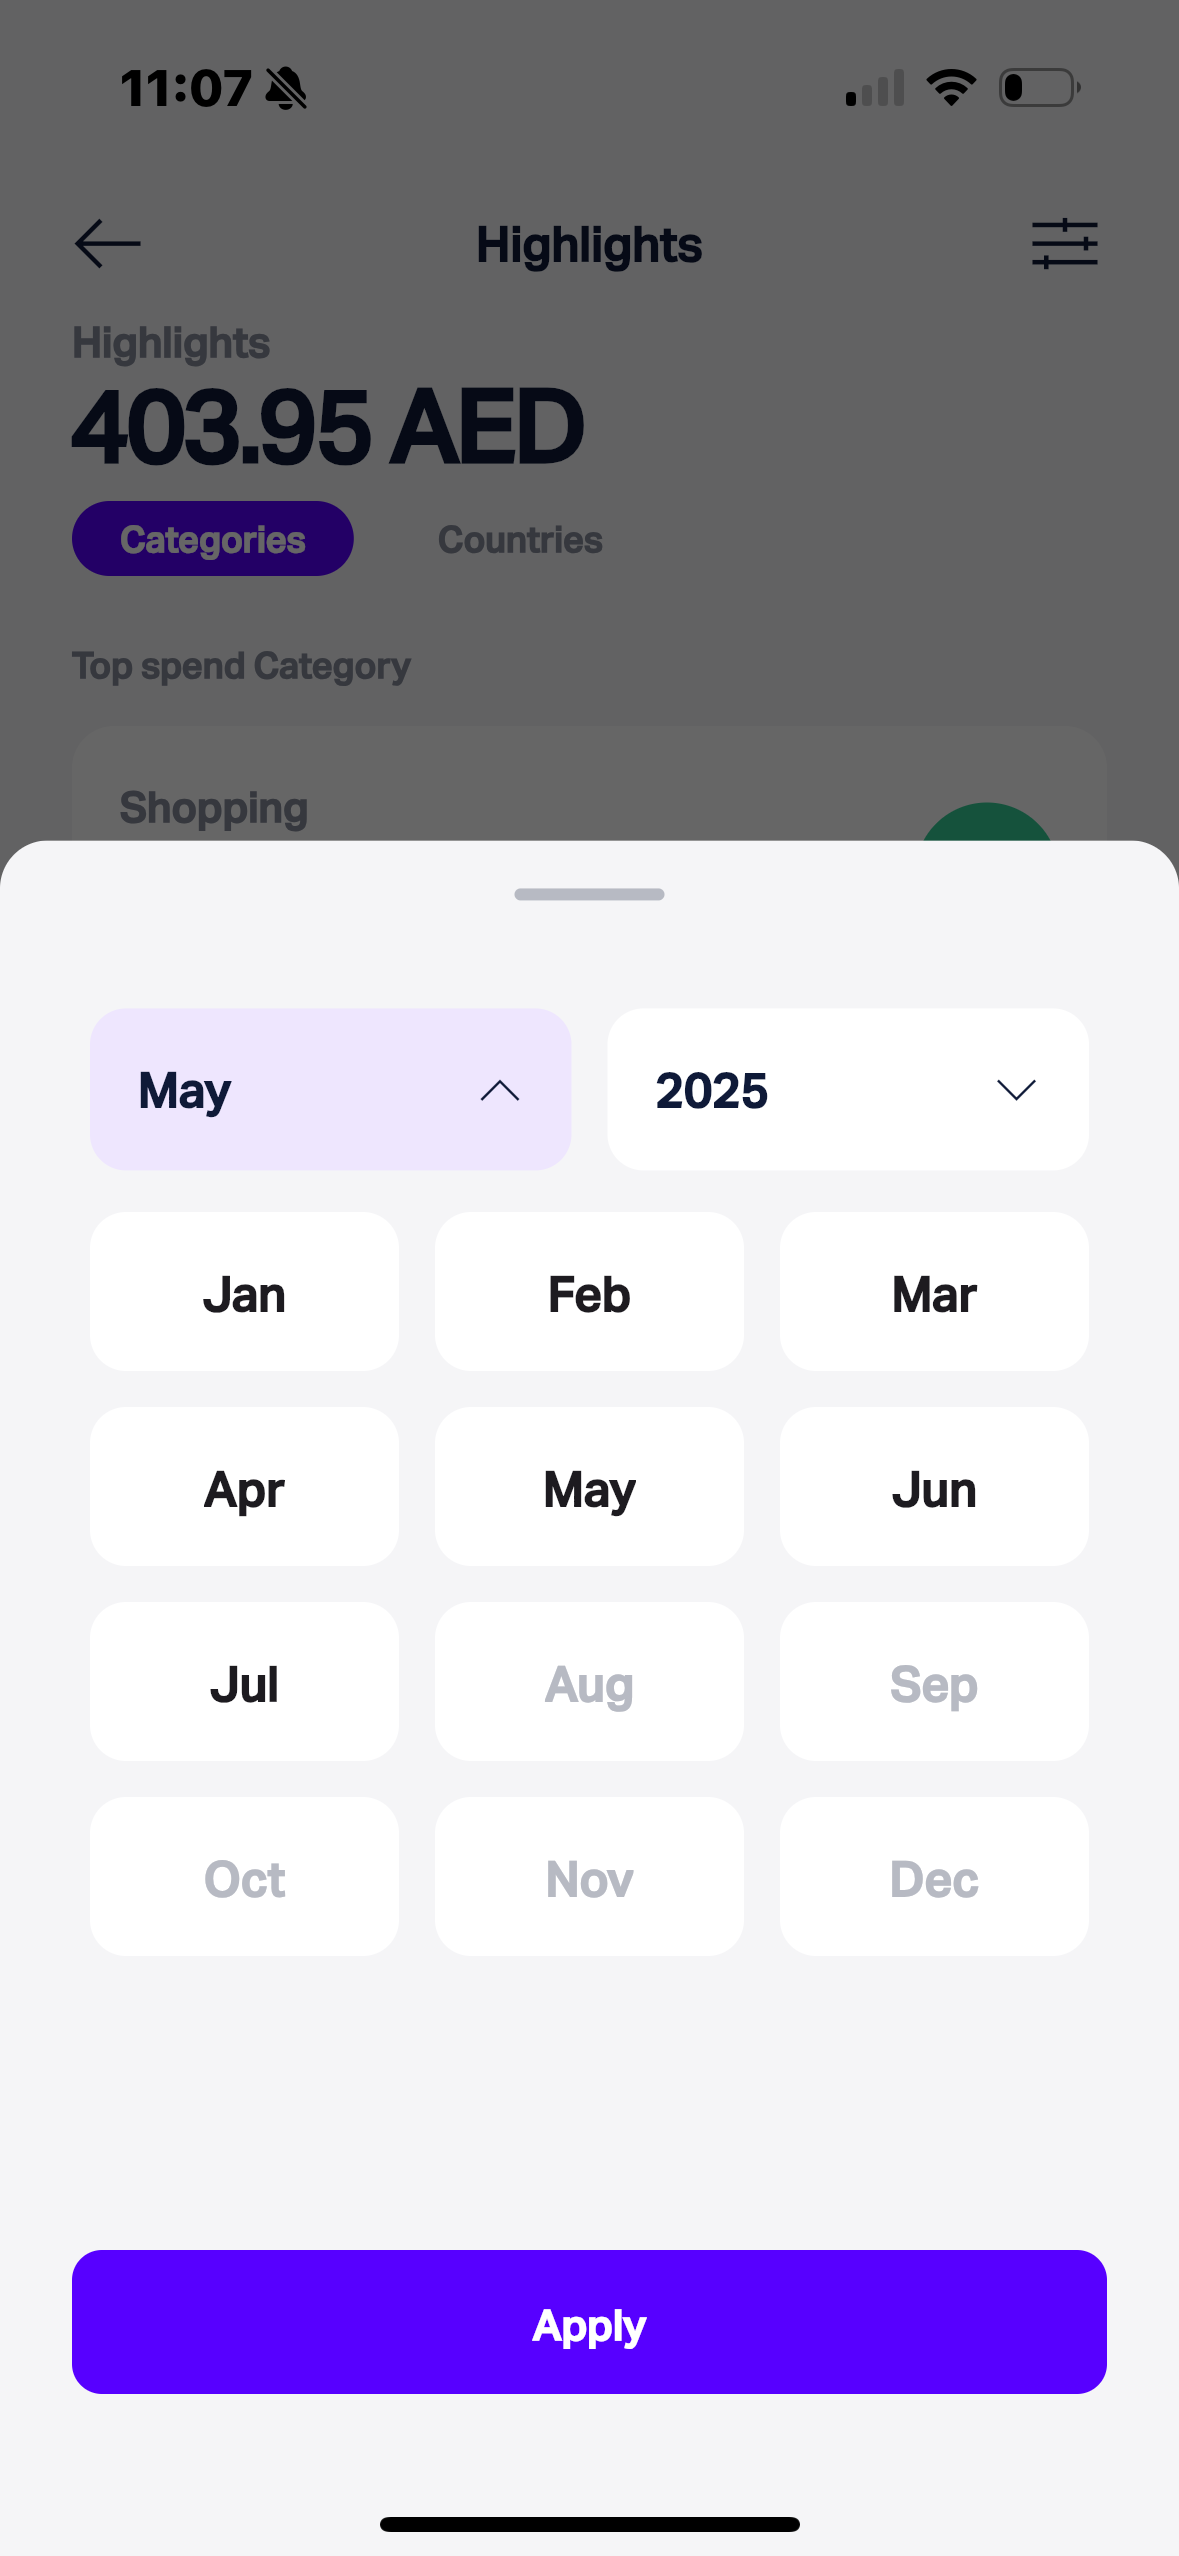 11:07
Highlights
Highlights
403.95 AED
Categories Countries
Top spend Category
Shopping
May 2025
Jan Feb Mar
Apr May Jun
Jul Aug Sep
Oct Nov Dec
Apply